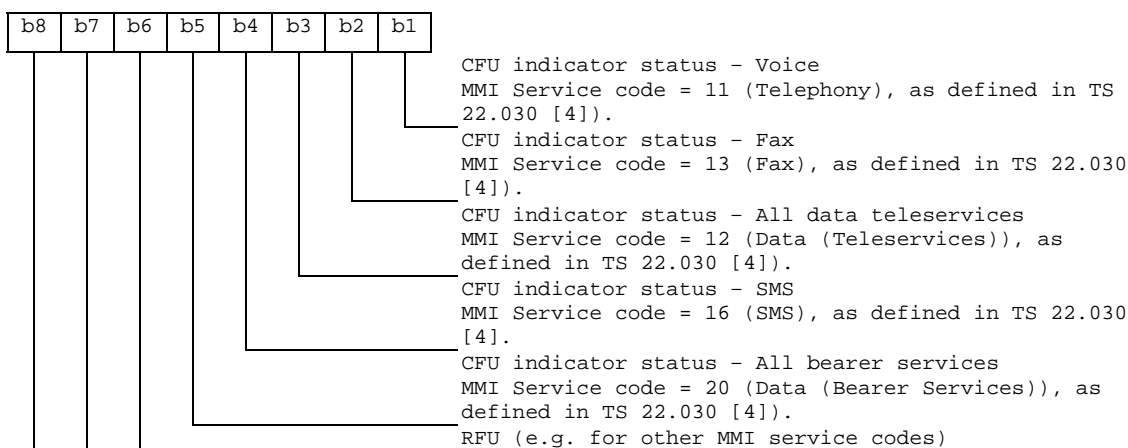 b8 b7 b6 b5 b4 b3 b2 b1
CFU indicator status – Voice
MMI Service code = 11 (Telephony), as defined in TS
22.030 [4]).
CFU indicator status – Fax
MMI Service code = 13 (Fax), as defined in TS 22.030
[4]).
CFU indicator status – All data teleservices
MMI Service code = 12 (Data (Teleservices)), as
defined in TS 22.030 [4]).
CFU indicator status – SMS
MMI Service code = 16 (SMS), as defined in TS 22.030
[4].
CFU indicator status – All bearer services
MMI Service code = 20 (Data (Bearer Services)), as
defined in TS 22.030 [4]).
RFU (e.g. for other MMI service codes)